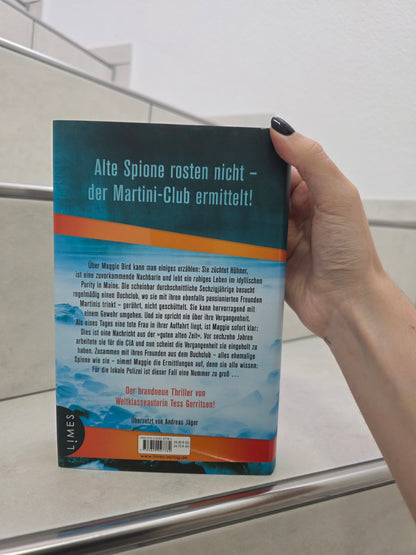 Alte Spione rosten nicht –
der Martini-Club ermittelt!
Über Maggie Bird kann man einiges erzählen: Sie züchtet Hühner,
ist eine zuvorkommende Nachbarin und lebt ein ruhiges Leben im idyllischen
Purity in Maine. Die scheinbar durchschnittliche Sechzigjährige besucht
regelmäßig einen Buchclub, wo sie mit ihren ebenfalls pensionierten Freunden
Martinis trinkt – gerührt, nicht geschüttelt. Sie kann hervorragend mit
einem Gewehr umgehen. Und sie spricht nie über ihre Vergangenheit.
Als eines Tages eine tote Frau in ihrer Auffahrt liegt, ist Maggie sofort klar:
Dies ist eine Nachricht aus der »guten alten Zeit«. Vor sechzehn Jahren
arbeitete sie für die CIA und nun scheint die Vergangenheit sie eingeholt zu
haben. Zusammen mit ihren Freunden aus dem Buchclub – alles ehemalige
Spione wie sie – nimmt Maggie die Ermittlungen auf, denn sie alle wissen:
Für die lokale Polizei ist dieser Fall eine Nummer zu groß ...
Der brandneue Thriller von
Weltklasseautorin Tess Gerritsen!
Übersetzt von Andreas Jäger
LIMES
www.limes-verlag.de